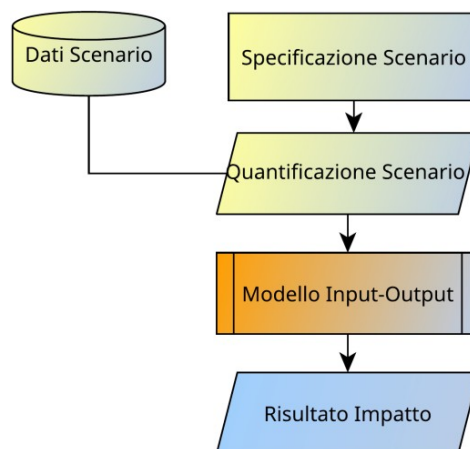 Dati Scenario
Specificazione Scenario
Quantificazione Scenario
Modello Input-Output
Risultato Impatto